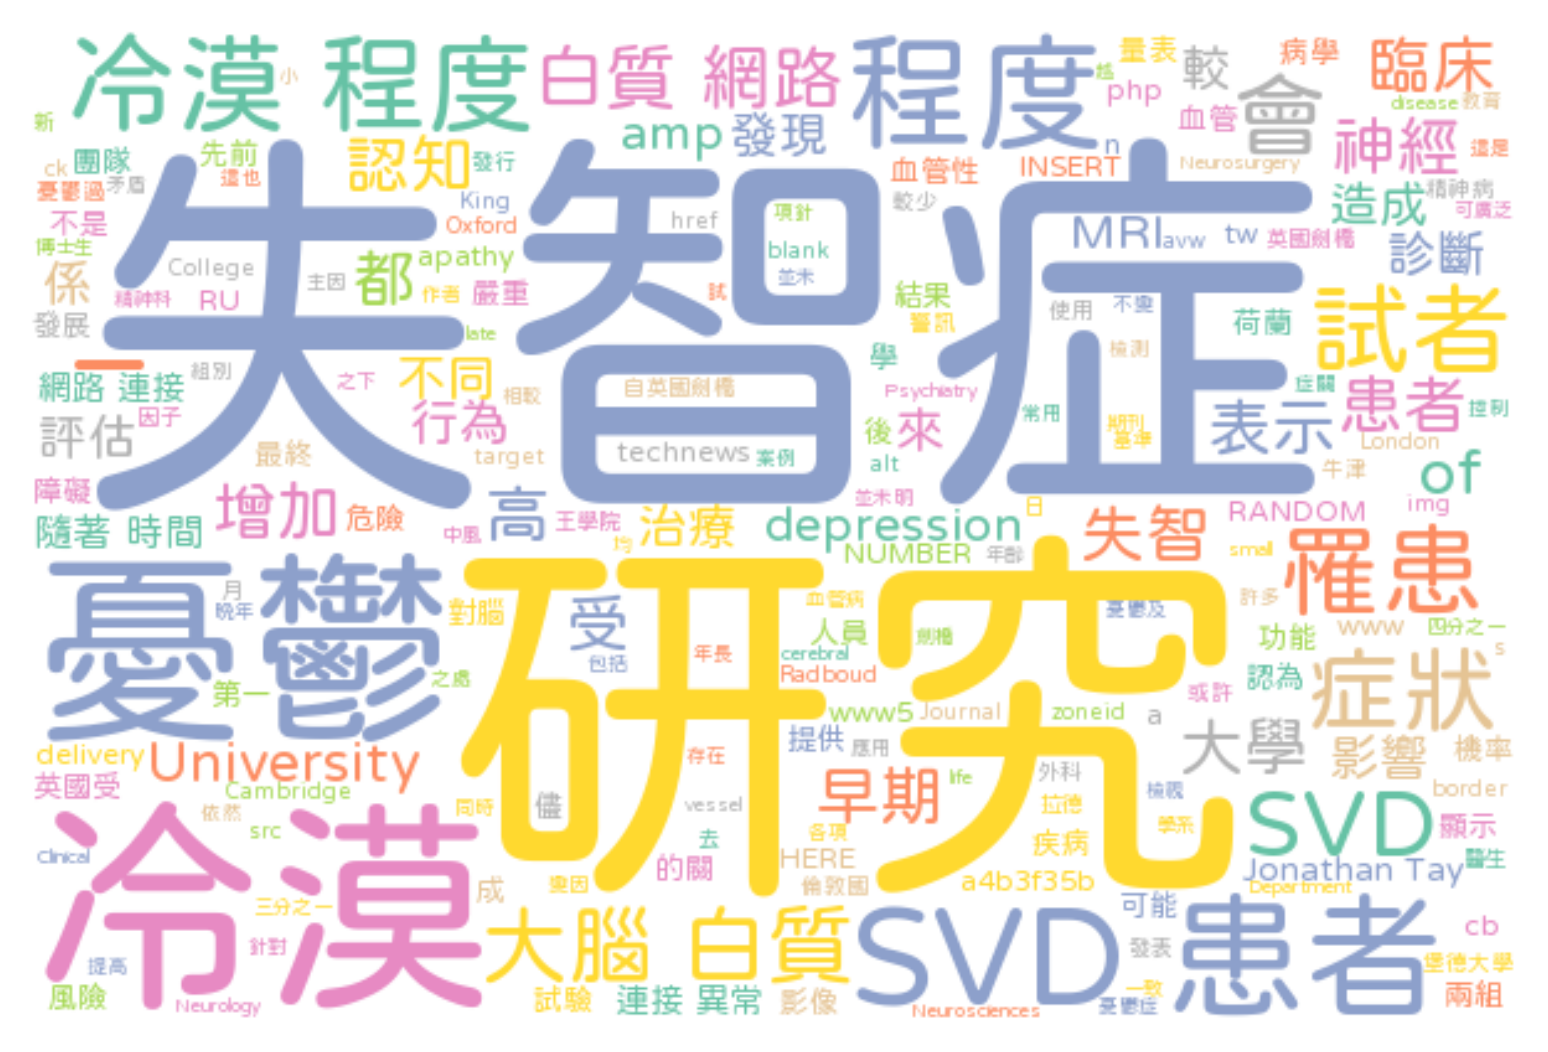 冷漠 程度
白質 網路
程度
量表
較
病學
臨床
小
越
php
會
disease
教育
新
amp
發現
n
血管
神經
這是
ck
團隊
先前
這也
認知
發行
血管性
INSERT
Neurosurgery
憂鬱過
矛盾
失智症
King
較少
造成
精神病
可廣泛
不是
Oxford
href
項針
MRI
avw
tw
英國劍橋
博士生
都
apathy
blank
診斷
係
College
主因
作者
嚴重
並未
精神科
RU
試
結果
使用
不變
荷蘭
試者
發展
late
警訊
檢測
一
網路 連接
組別
之下
不同
相較
自英國劍橋
學
Psychiatry
症關
患者
控制
評估
因子
行為
後
來
常用
期刊
基準
表示
London
最終
target
technews
案例
alt
牛津
of
障礙
增加
危險
高
王學院
並未明
日
RANDOM
img
隨著 時間
中風
均
治療
depression
NUMBER
年齡
失智
small
罹患
憂鬱
月
晚年
對腦
研究
受
血管病
憂鬱及
許多
www
四分之一
人員
劍橋
功能
s
包括
年長
cerebral
第一
之處
Radboud
或許
認為
症狀
www5
Journal
zoneid
a
delivery
University
提供
應用
大學
影響
機率
存在
英國受
Cambridge
早期
life
外科
檢視
border
依然
同時
儘
vessel
拉德
SVD
顯示
src
去
各項
學系
Clinical
冷漠
的關
HERE
疾病
Jonathan Tay
醫生
成
變因
倫敦國
a4b3f35b
Department
三分之一
大腦 白質
SVD 患者
可能
cb
針對
發表
提高
堡德大學
風險
Neurology
試驗
連接 異常
影像
Neurosciences
一致
憂鬱症
兩組